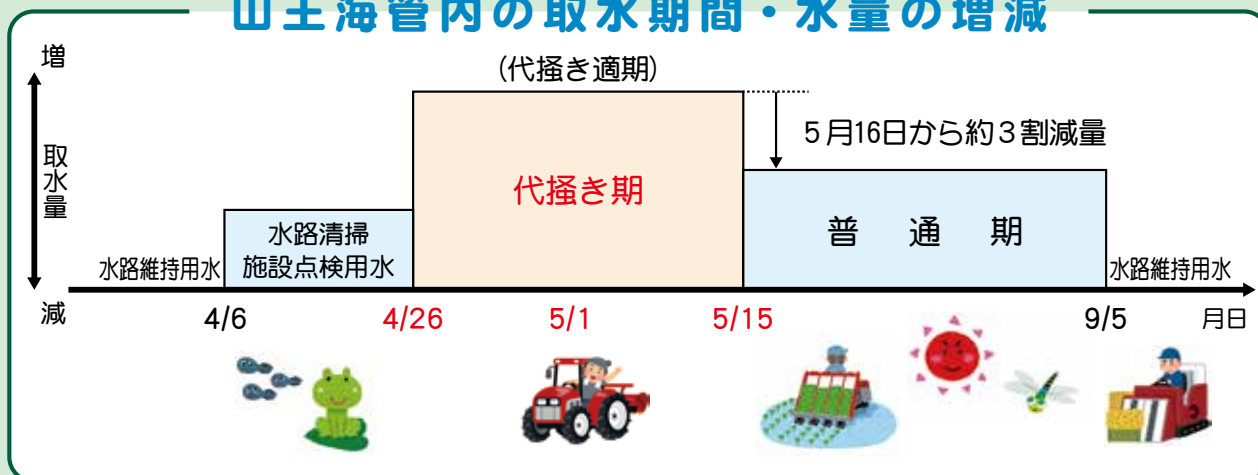 山王海管内の取水期間・水量の増減
増
取水量
減
(代掻き適期)
5月16日から約3割減量
代掻き期
水路清掃
施設点検用水
普通期
水路維持用水
水路維持用水
4/6
4/26
5/1
5/15
9/5
月日